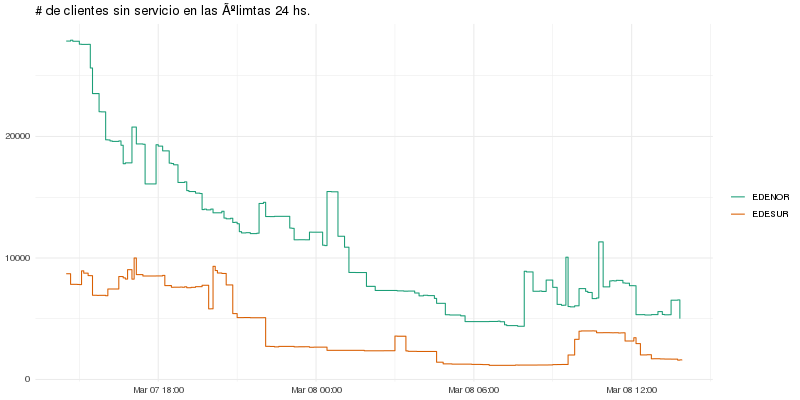 # de clientes sin servicio en las Ãºlimtas 24 hs.
20000
10000
0
Mar 07 18:00
Mar 08 00:00
Mar 08 06:00
Mar 08 12:00
EDENOR
EDESUR